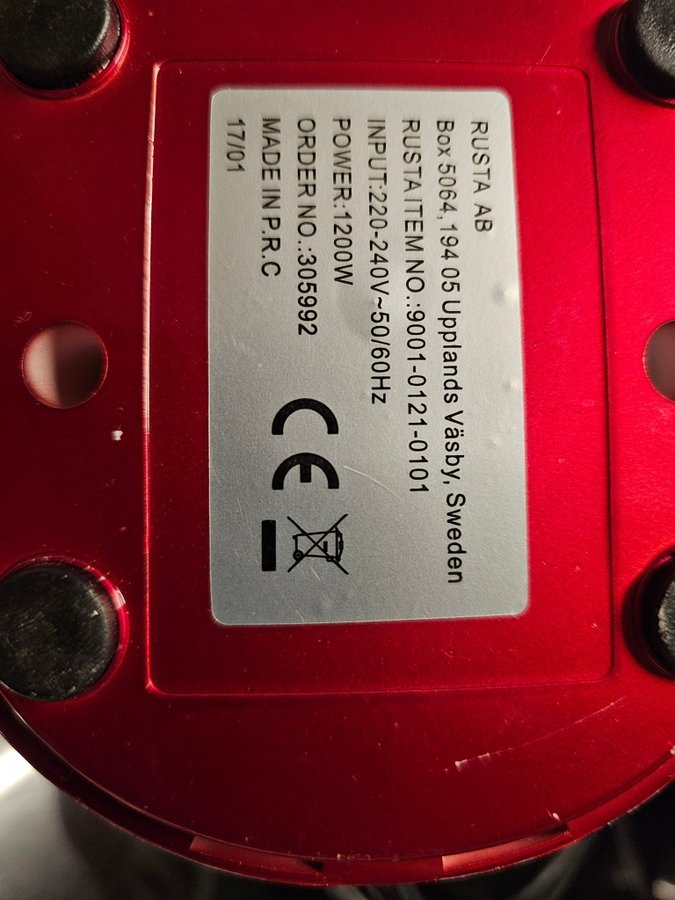 RUSTA AB
Box 5064, 194 05 Upplands Väsby, Sweden
RUSTA ITEM NO.:9001-0121-0101
INPUT:220-240V~50/60Hz
POWER:1200W
ORDER NO.:305992
MADE IN P.R.C
17/01
CE